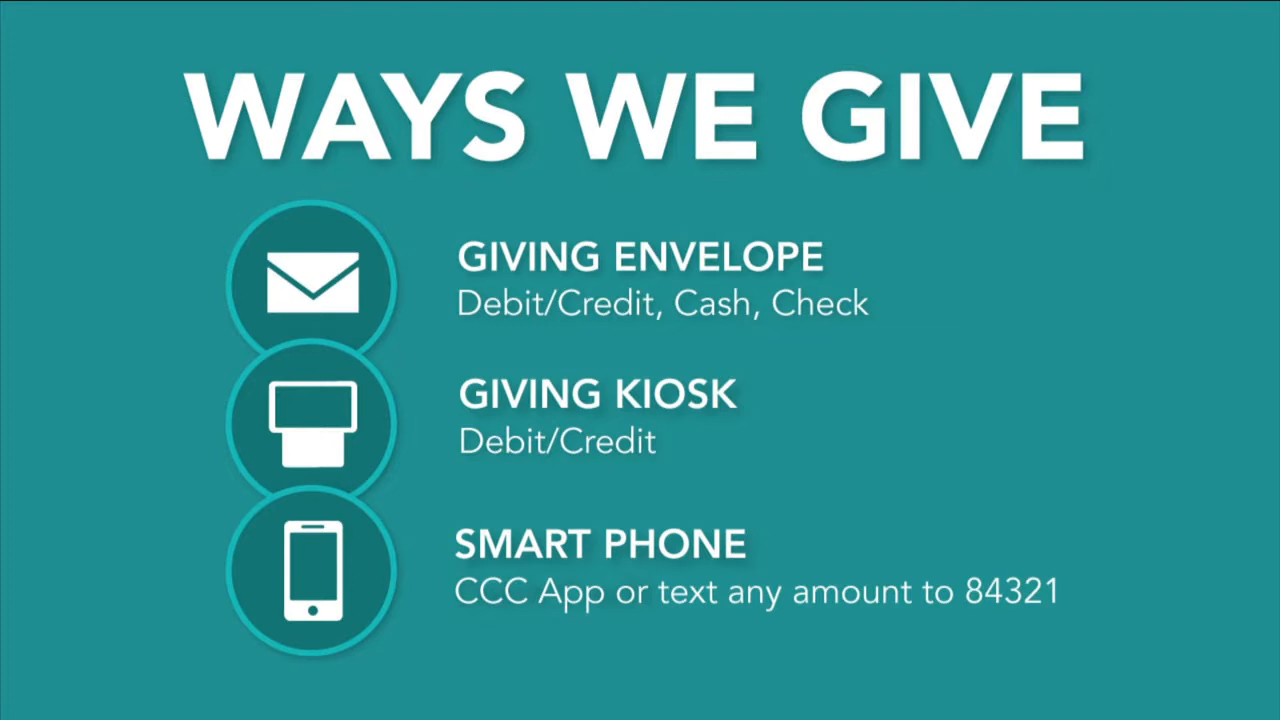 WAYS WE GIVE
GIVING ENVELOPE
Debit/Credit, Cash, Check
GIVING KIOSK
Debit/Credit
SMART PHONE
CCC App or text any amount to 84321